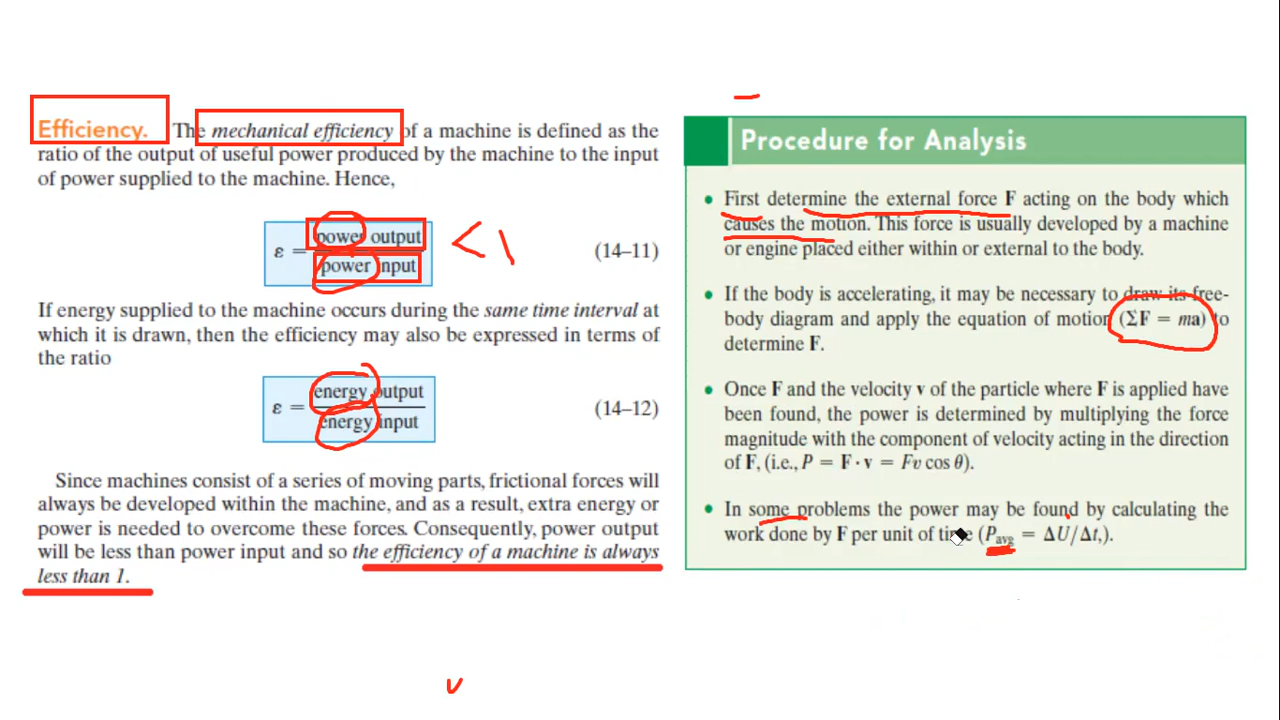 Efficiency. The mechanical efficiency of a machine is defined as the
ratio of the output of useful power produced by the machine to the input
of power supplied to the machine. Hence,
ε = power output / power input < 1 (14–11)
If energy supplied to the machine occurs during the same time interval at
which it is drawn, then the efficiency may also be expressed in terms of
the ratio
ε = energy output / energy input (14–12)
Since machines consist of a series of moving parts, frictional forces will
always be developed within the machine, and as a result, extra energy or
power is needed to overcome these forces. Consequently, power output
will be less than power input and so the efficiency of a machine is always
less than 1.
Procedure for Analysis
• First determine the external force F acting on the body which
causes the motion. This force is usually developed by a machine
or engine placed either within or external to the body.
• If the body is accelerating, it may be necessary to draw its free-
body diagram and apply the equation of motion (ΣF = ma) to
determine F.
• Once F and the velocity v of the particle where F is applied have
been found, the power is determined by multiplying the force
magnitude with the component of velocity acting in the direction
of F, (i.e., P = F · v = Fv cos θ).
• In some problems the power may be found by calculating the
work done by F per unit of time (Pavg = ΔU/Δt,).